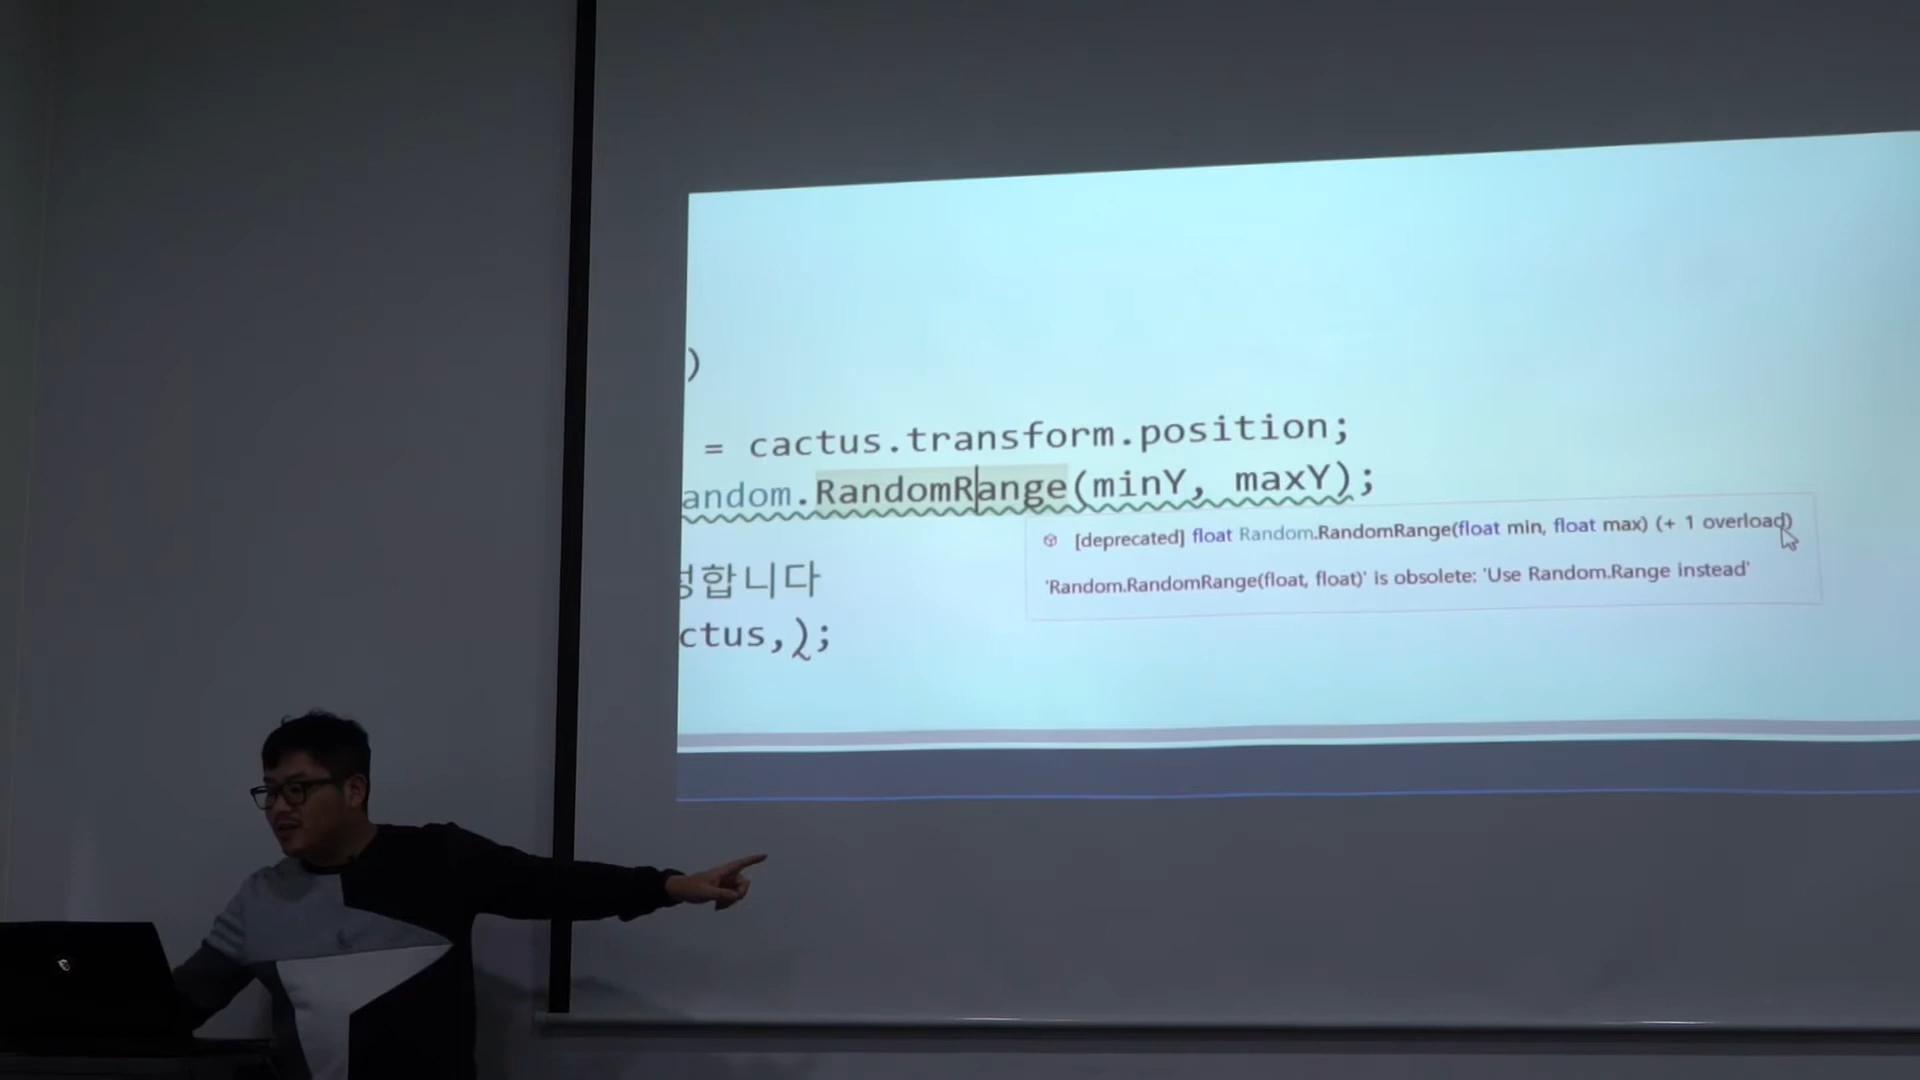 )
= cactus.transform.position;
andom.RandomRange(minY, maxY);
[deprecated] float Random.RandomRange(float min, float max) (+ 1 overload)
'Random.RandomRange(float, float)' is obsolete: 'Use Random.Range instead'
성합니다
ctus,);